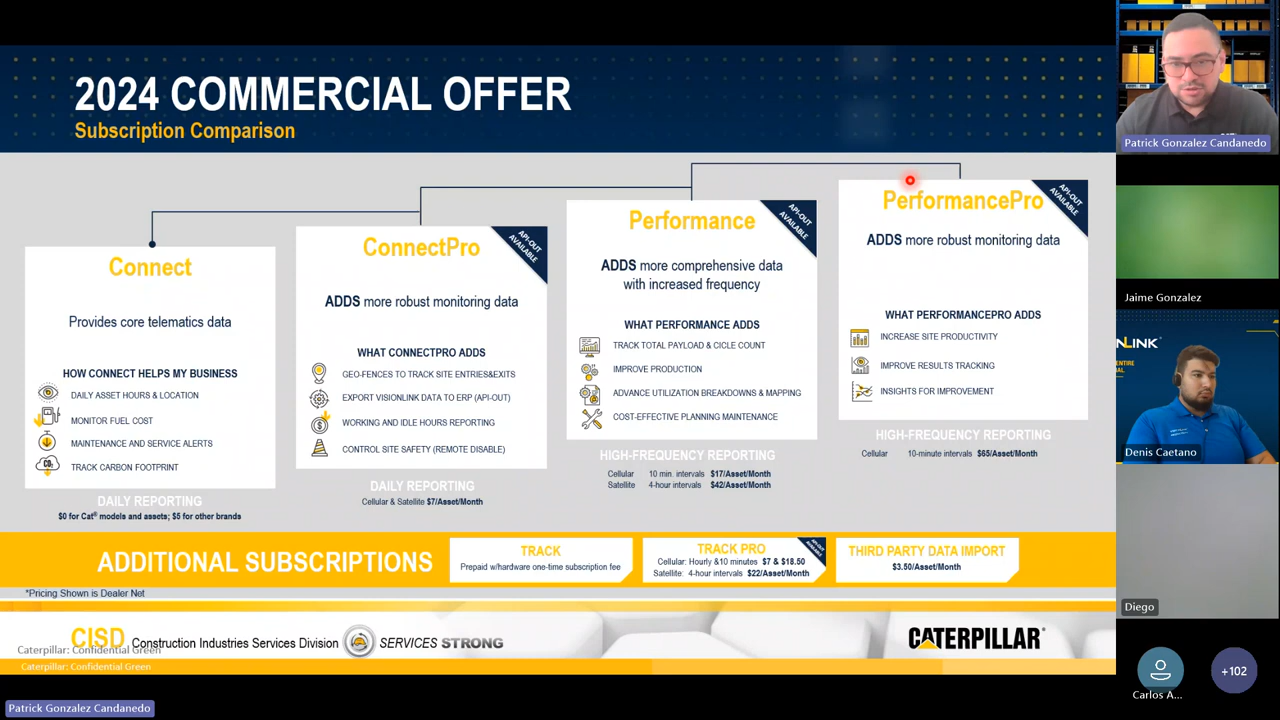 2024 COMMERCIAL OFFER
Subscription Comparison
Connect
Provides core telematics data
HOW CONNECT HELPS MY BUSINESS
DAILY ASSET HOURS & LOCATION
MONITOR FUEL COST
MAINTENANCE AND SERVICE ALERTS
TRACK CARBON FOOTPRINT
DAILY REPORTING
$0 for Cat® models and assets; $5 for other brands
ConnectPro
API-OUT
AVAILABLE
ADDS more robust monitoring data
WHAT CONNECTPRO ADDS
GEO-FENCES TO TRACK SITE ENTRIES&EXITS
EXPORT VISIONLINK DATA TO ERP (API-OUT)
WORKING AND IDLE HOURS REPORTING
CONTROL SITE SAFETY (REMOTE DISABLE)
DAILY REPORTING
Cellular & Satellite $7/Asset/Month
Performance
API-OUT
AVAILABLE
ADDS more comprehensive data
with increased frequency
WHAT PERFORMANCE ADDS
TRACK TOTAL PAYLOAD & CICLE COUNT
IMPROVE PRODUCTION
ADVANCE UTILIZATION BREAKDOWNS & MAPPING
COST-EFFECTIVE PLANNING MAINTENANCE
HIGH-FREQUENCY REPORTING
Cellular 10 min. intervals $17/Asset/Month
Satellite 4-hour intervals $42/Asset/Month
PerformancePro
API-OUT
AVAILABLE
ADDS more robust monitoring data
WHAT PERFORMANCEPRO ADDS
INCREASE SITE PRODUCTIVITY
IMPROVE RESULTS TRACKING
INSIGHTS FOR IMPROVEMENT
HIGH-FREQUENCY REPORTING
Cellular 10-minute intervals $65/Asset/Month
ADDITIONAL SUBSCRIPTIONS
TRACK
Prepaid w/hardware one-time subscription fee
TRACK PRO
API-OUT
AVAILABLE
Cellular: Hourly &10 minutes $7 & $18.50
Satellite: 4-hour intervals $22/Asset/Month
THIRD PARTY DATA IMPORT
$3.50/Asset/Month
*Pricing Shown is Dealer Net
CISD Construction Industries Services Division
SERVICES STRONG
CATERPILLAR®
Caterpillar: Confidential Green
Caterpillar: Confidential Green
Patrick Gonzalez Candanedo
Patrick Gonzalez Candanedo
Jaime Gonzalez
Denis Caetano
Diego
Carlos A...
+102